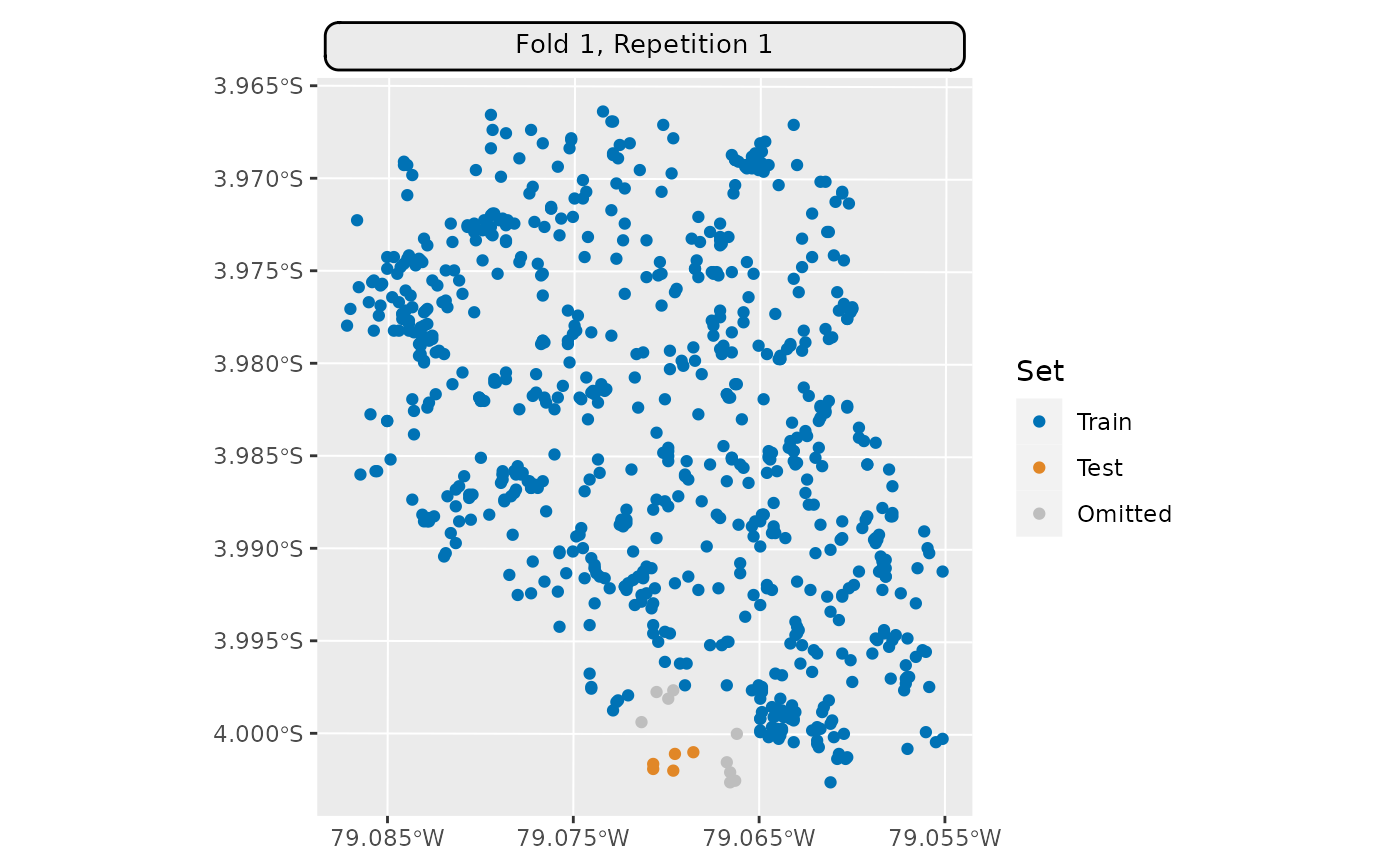 Fold 1, Repetition 1
3.965°S
3.970°S
3.975°S
3.980°S
3.985°S
3.990°S
3.995°S
4.000°S
79.085°W 79.075°W 79.065°W 79.055°W
Set
Train
Test
Omitted